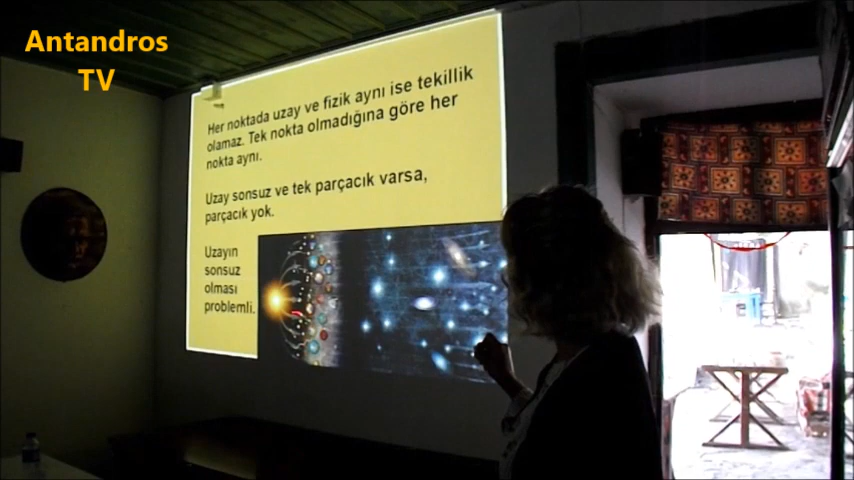 Antandros
TV
Her noktada uzay ve fizik aynı ise tekillik
olamaz. Tek nokta olmadığına göre her
nokta aynı.
Uzay sonsuz ve tek parçacık varsa,
parçacık yok.
Uzayın
sonsuz
olması
problemli.